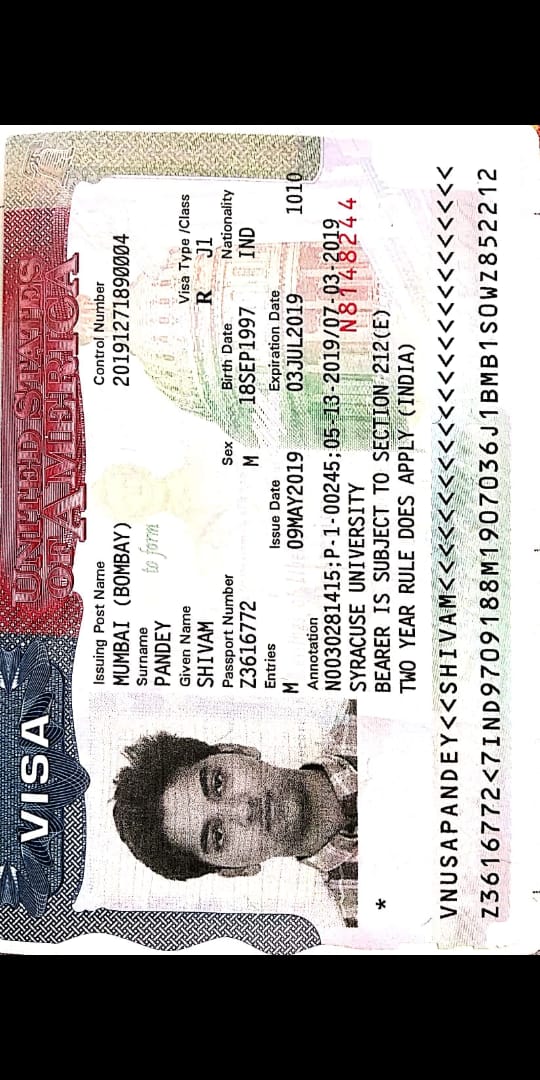 VISA
UNITED STATES
OF AMERICA
Issuing Post Name Control Number
MUMBAI (BOMBAY) 20191271890004
Surname Visa Type /Class
PANDEY R J1
to form
Given Name
SHIVAM
Passport Number Sex Birth Date Nationality
Z3616772 M 18SEP1997 IND
Entries Issue Date Expiration Date
M 09MAY2019 03JUL2019 1010
Annotation
N0030281415;P-1-00245;05-13-2019/07-03-2019
SYRACUSE UNIVERSITY
N8148244
BEARER IS SUBJECT TO SECTION 212(E)
TWO YEAR RULE DOES APPLY (INDIA)
*
VNUSAPANDEY<<SHIVAM<<<<<<<<<<<<<<<<<<<<<<<<<
Z3616772<7IND9709188M1907036J1BMB1SOWZ852212